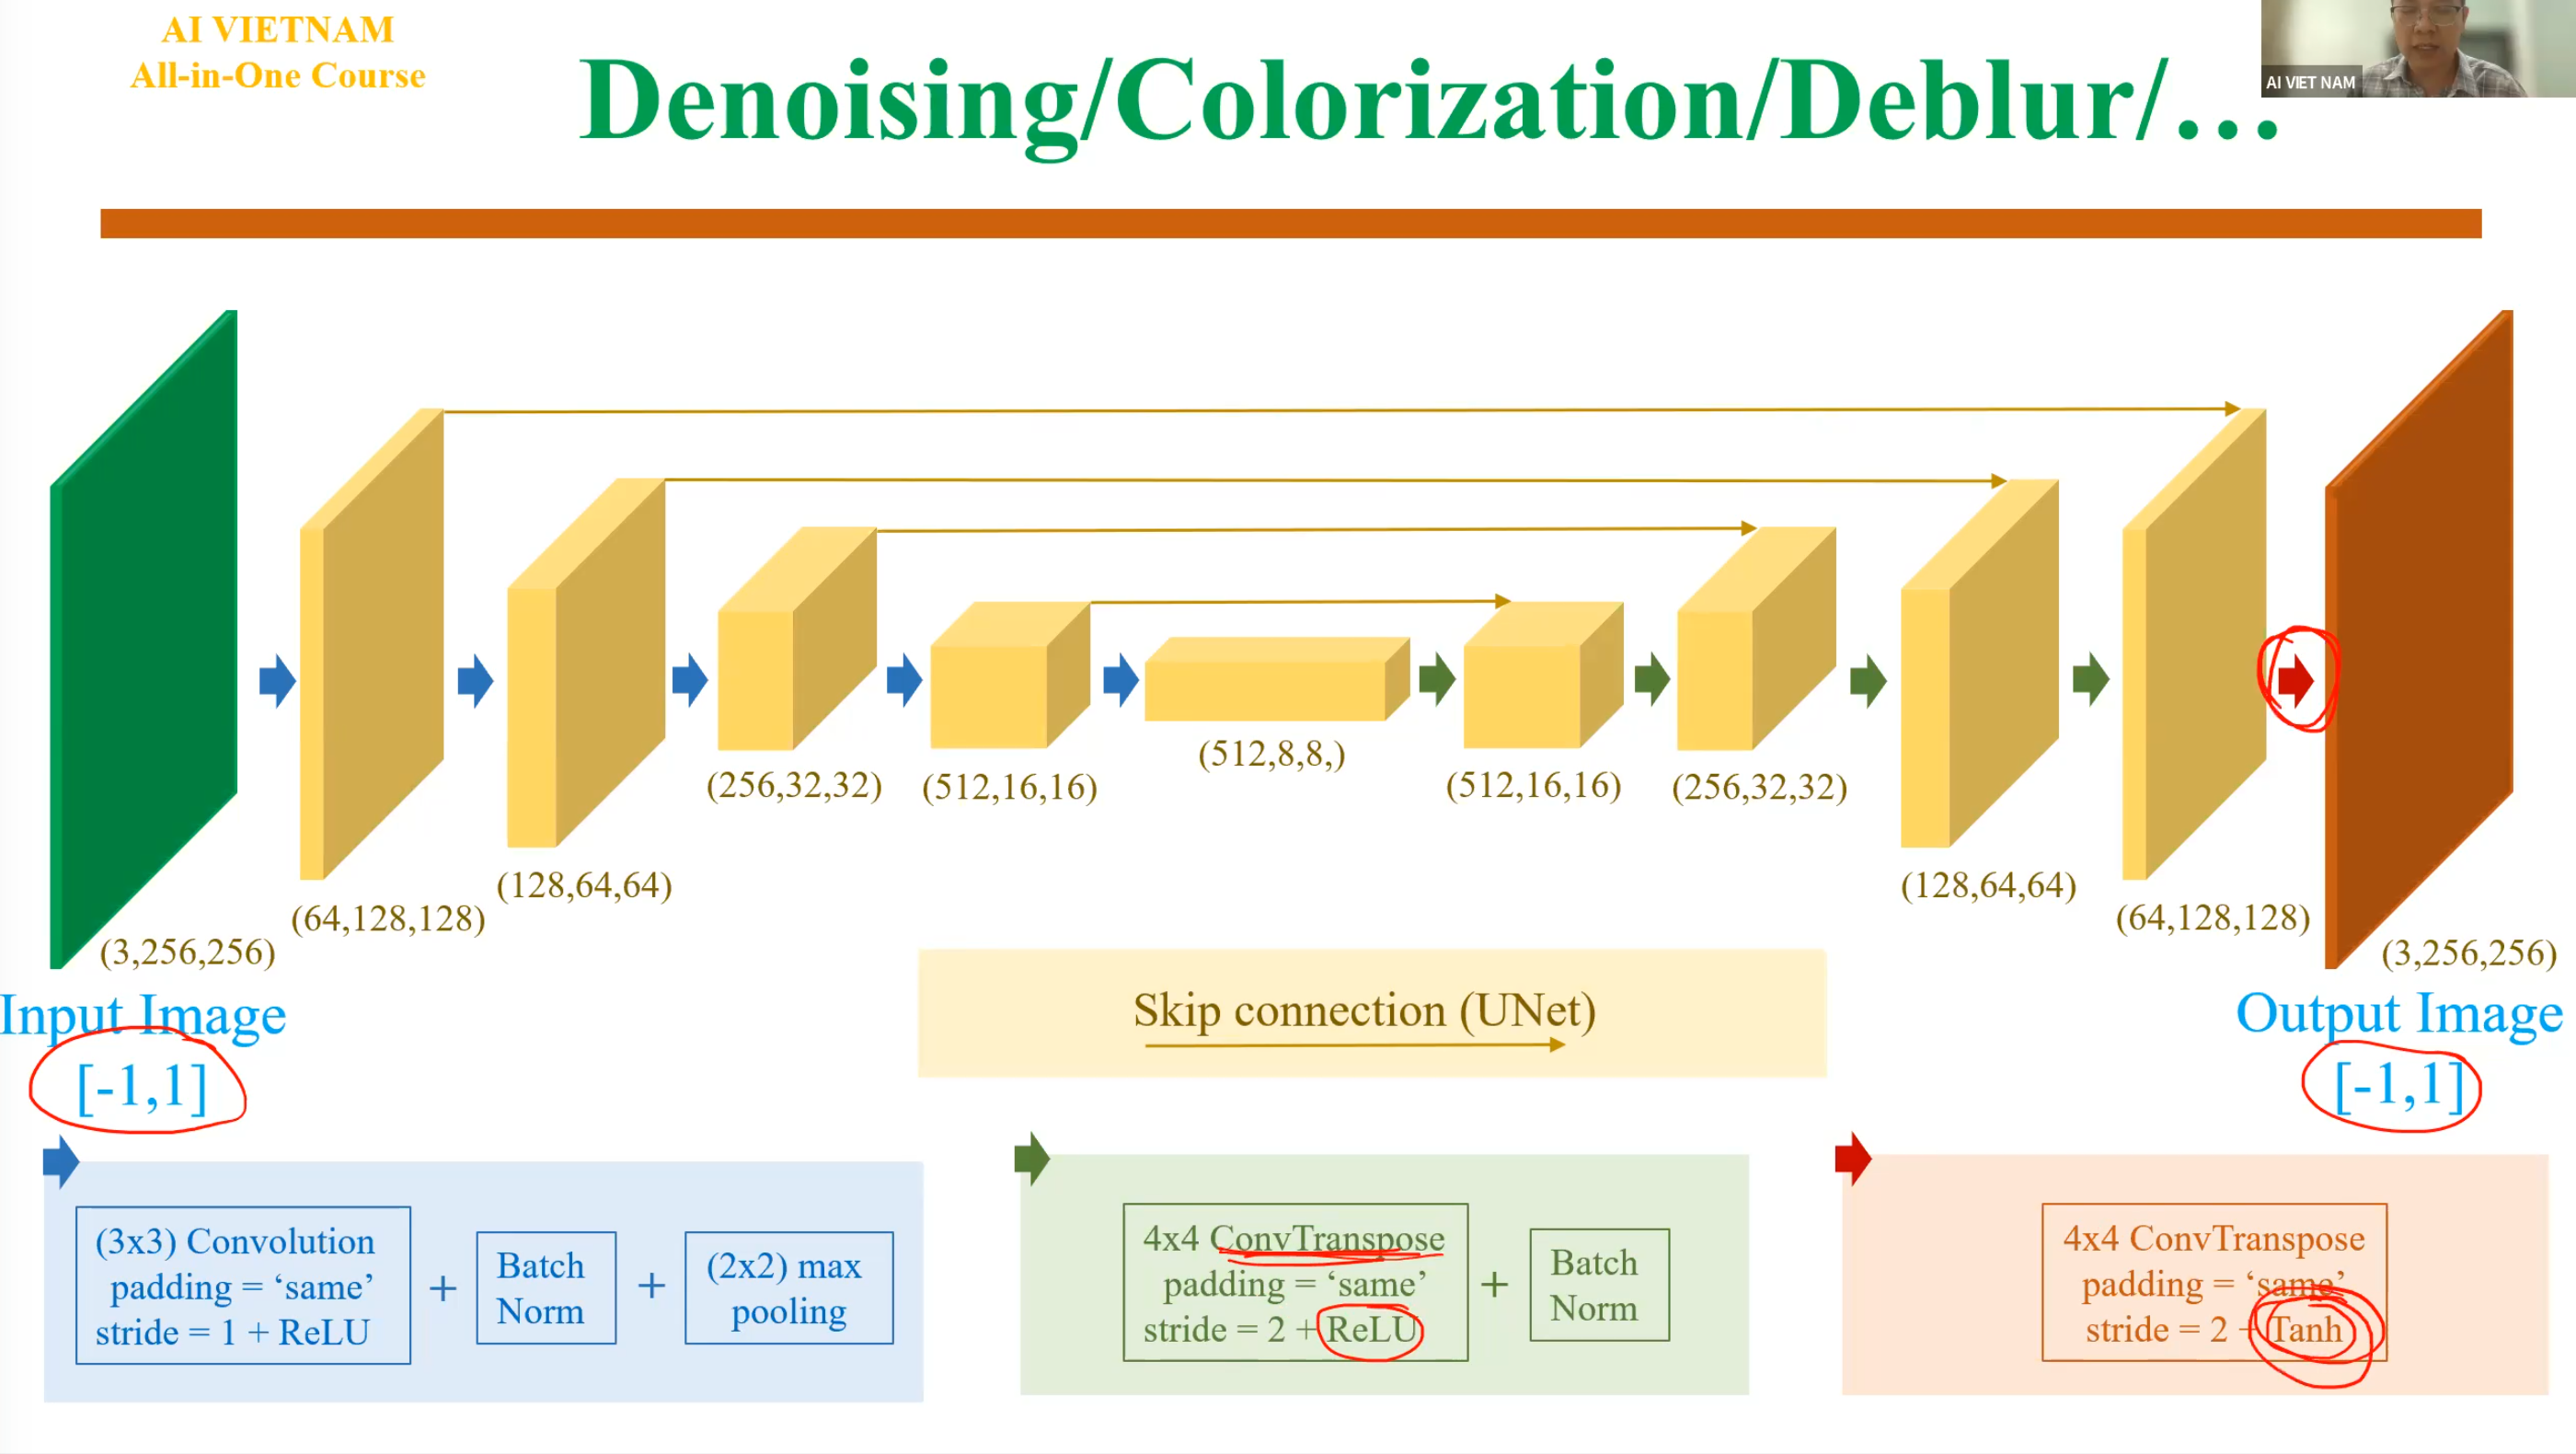 AI VIETNAM
All-in-One Course
Denoising/Colorization/Deblur/…
AI VIET NAM
(512,8,8,)
(256,32,32)
(512,16,16)
(512,16,16)
(256,32,32)
(128,64,64)
(128,64,64)
(64,128,128)
(64,128,128)
(3,256,256)
(3,256,256)
Input Image
[-1,1]
Skip connection (UNet)
Output Image
[-1,1]
(3x3) Convolution
padding = ‘same’
stride = 1 + ReLU
+
Batch
Norm
+
(2x2) max
pooling
4x4 ConvTranspose
padding = ‘same’
stride = 2 + ReLU
+
Batch
Norm
4x4 ConvTranspose
padding = ‘same’
stride = 2 + Tanh